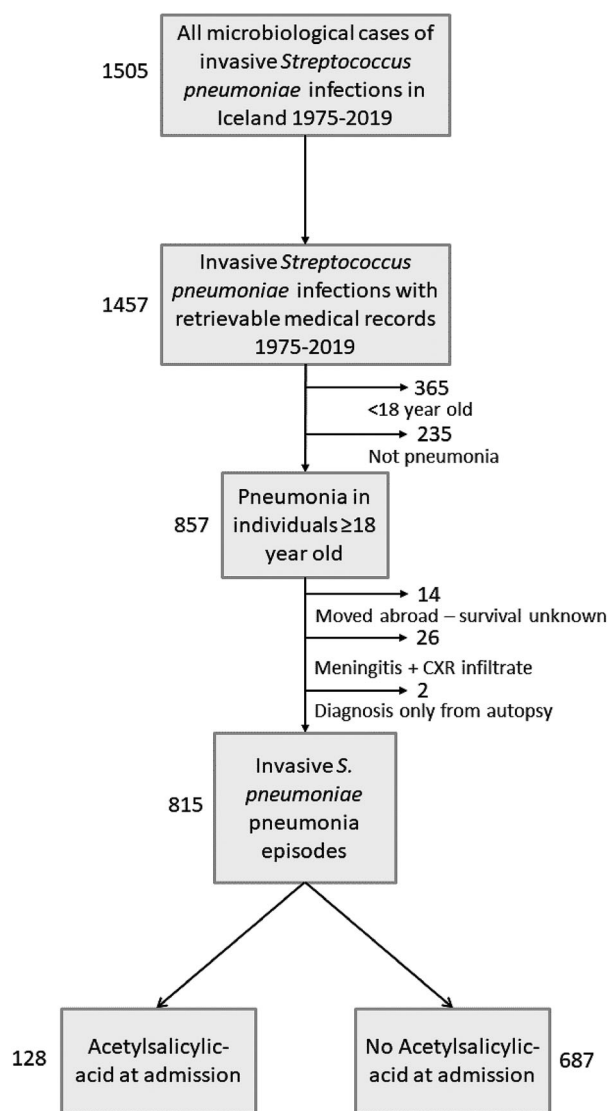 1505
All microbiological cases of
invasive Streptococcus
pneumoniae infections in
Iceland 1975-2019
1457
Invasive Streptococcus
pneumoniae infections with
retrievable medical records
1975-2019
365
<18 year old
235
Not pneumonia
857
Pneumonia in
individuals ≥18
year old
14
Moved abroad – survival unknown
26
Meningitis + CXR infiltrate
2
Diagnosis only from autopsy
815
Invasive S.
pneumoniae
pneumonia
episodes
128
Acetylsalicylic-
acid at admission
No Acetylsalicylic-
acid at admission
687